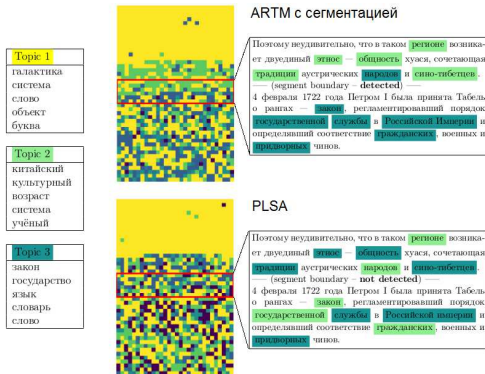 ARTM с сегментацией
Topic 1
галактика
система
слово
объект
буква
Topic 2
китайский
культурный
возраст
система
учёный
Topic 3
закон
государство
язык
словарь
слово
Поэтому неудивительно, что в таком регионе возника-
ет двуединый этнос — общность хуася, сочетающая
традиции аустрических народов и сино-тибетцев.
—— (segment boundary – detected) ——
4 февраля 1722 года Петром I была принята Табель
о рангах — закон, регламентировавший порядок
государственной службы в Российской Империи и
определявший соответствие гражданских, военных и
придворных чинов.
PLSA
Поэтому неудивительно, что в таком регионе возника-
ет двуединый этнос — общность хуася, сочетающая
традиции аустрических народов и сино-тибетцев.
—— (segment boundary – not detected) ——
4 февраля 1722 года Петром I была принята Табель
о рангах — закон, регламентировавший порядок
государственной службы в Российской империи и
определявший соответствие гражданских, военных и
придворных чинов.